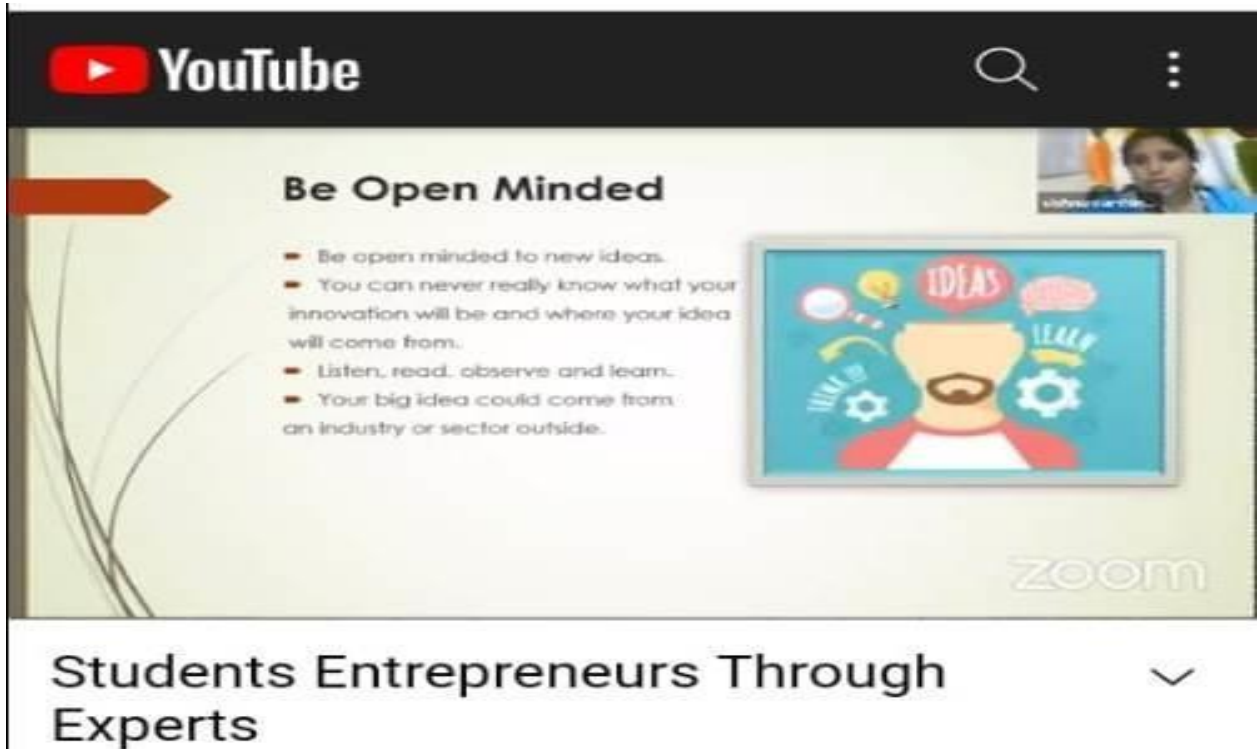 YouTube
Be Open Minded
Be open minded to new ideas.
You can never really know what your
innovation will be and where your idea
will come from.
Listen, read, observe and learn.
Your big idea could come from
an industry or sector outside.
IDEAS
LEARN
THINK
zoom
Students Entrepreneurs Through
Experts